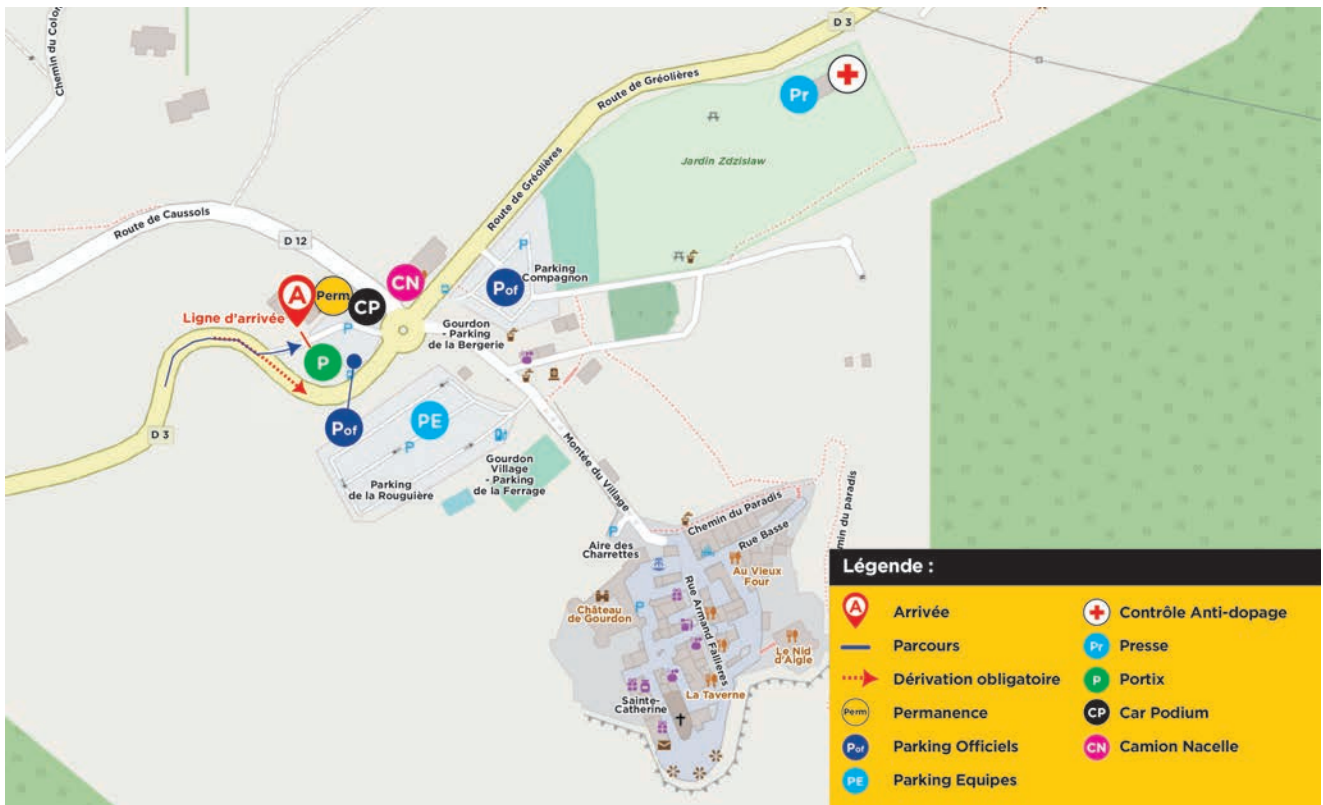 D 3
Chemin du Colo
Route de Gréolières
Pr
Jardin Zdzislaw
Route de Gréolières
Route de Caussols
D 12
P
Parking
Compagnon
CN
Pof
A
Perm
CP
Ligne d'arrivée
P
Gourdon
- Parking
de la Bergerie
P
Pof
PE
D 3
P
Parking
de la Rouguière
Gourdon
Village
- Parking
de la Ferrage
Montée du Village
P
Aire des
Charrettes
Chemin du Paradis
Rue Basse
min du paradis
Au Vieux
Four
Château
de Gourdon
P
Rue Armand Fallieres
Le Nid
d'Aigle
La Taverne
Sainte-
Catherine
Légende :
A Arrivée
Parcours
Dérivation obligatoire
Perm Permanence
Pof Parking Officiels
PE Parking Equipes
Contrôle Anti-dopage
Pr Presse
P Portix
CP Car Podium
CN Camion Nacelle